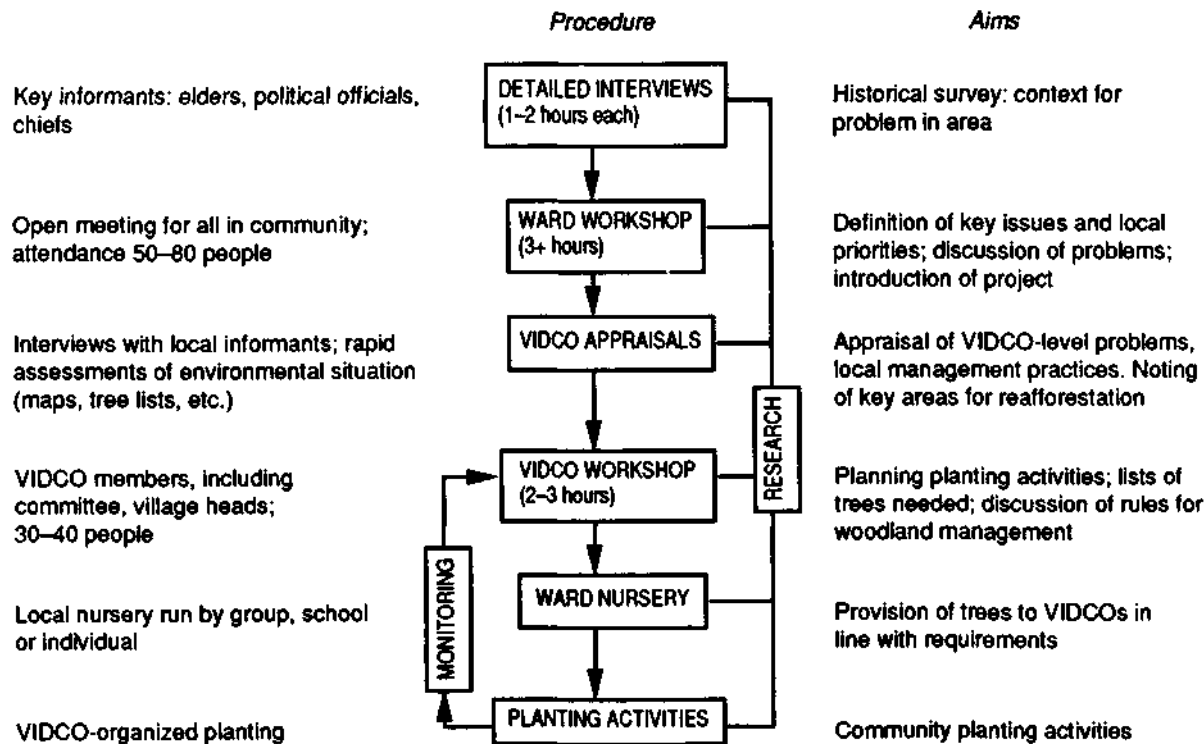 Procedure
Aims
Key informants: elders, political officials,
chiefs
DETAILED INTERVIEWS
(1–2 hours each)
Historical survey: context for
problem in area
Open meeting for all in community;
attendance 50–80 people
WARD WORKSHOP
(3+ hours)
Definition of key issues and local
priorities; discussion of problems;
introduction of project
Interviews with local informants; rapid
assessments of environmental situation
(maps, tree lists, etc.)
VIDCO APPRAISALS
Appraisal of VIDCO-level problems,
local management practices. Noting
of key areas for reafforestation
RESEARCH
VIDCO members, including
committee, village heads;
30–40 people
VIDCO WORKSHOP
(2–3 hours)
Planning planting activities; lists of
trees needed; discussion of rules for
woodland management
MONITORING
Local nursery run by group, school
or individual
WARD NURSERY
Provision of trees to VIDCOs in
line with requirements
VIDCO-organized planting
PLANTING ACTIVITIES
Community planting activities